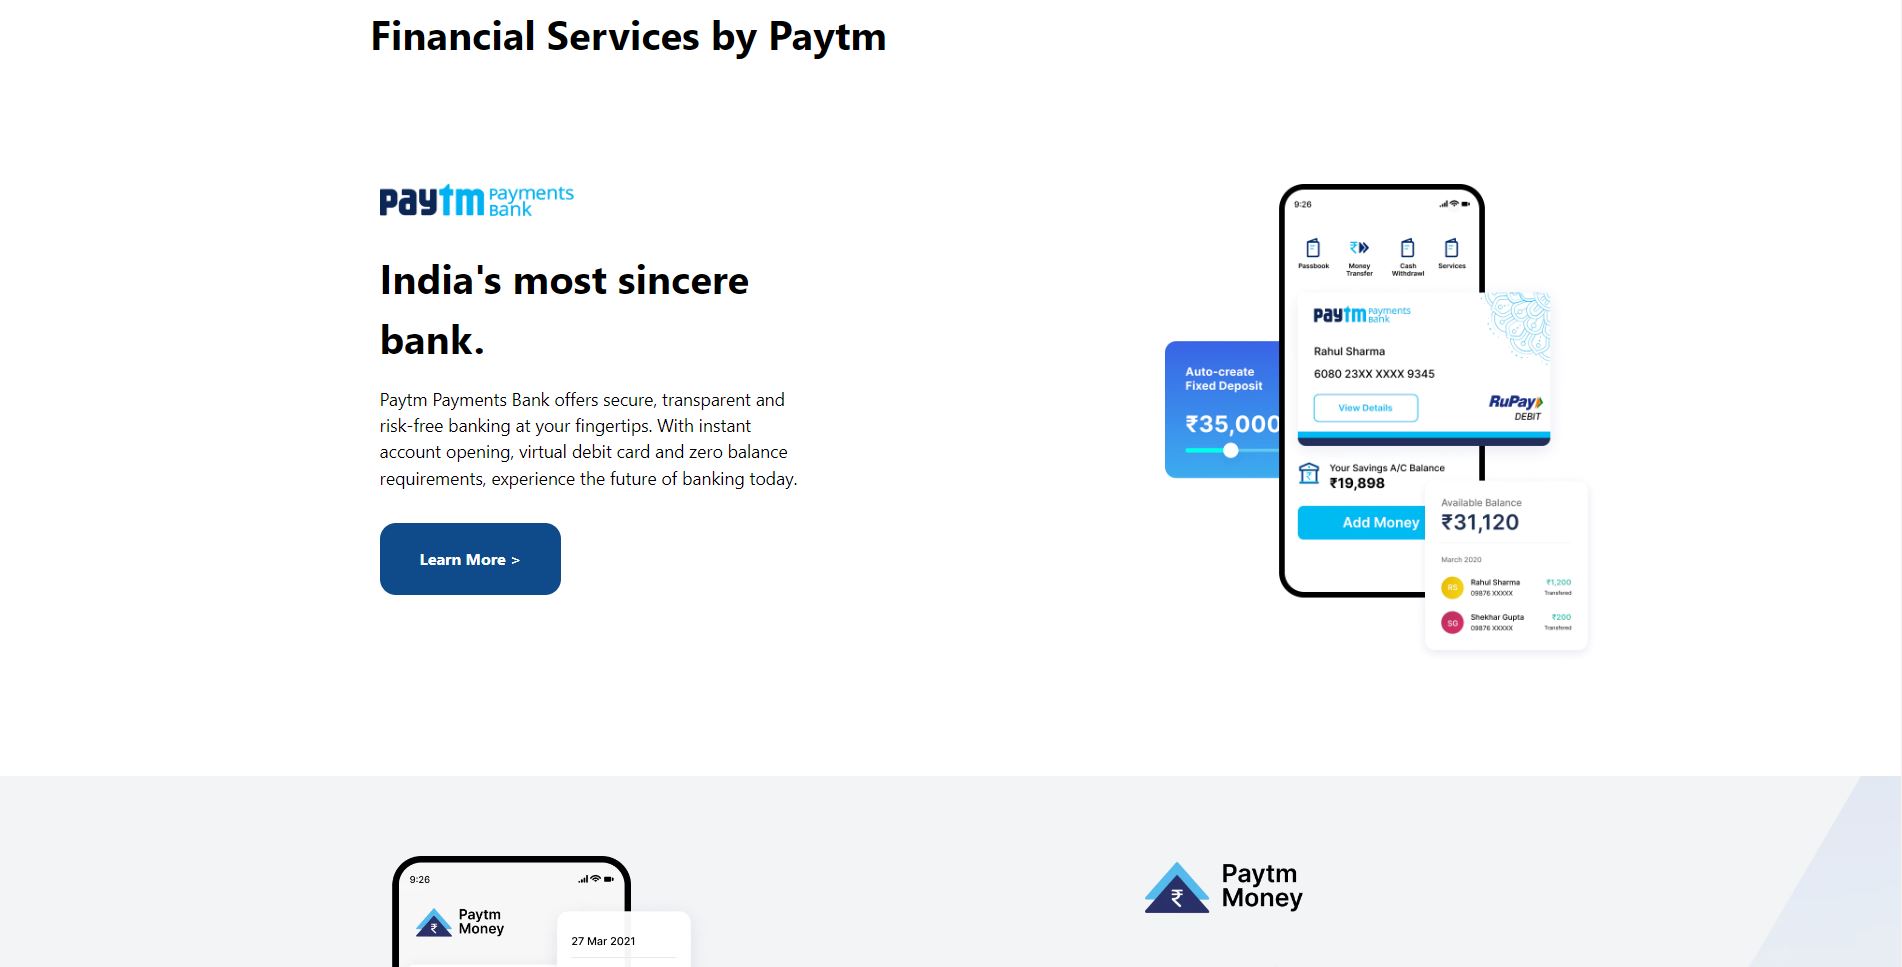 Financial Services by Paytm
paytm Payments Bank
India's most sincere
bank.
Paytm Payments Bank offers secure, transparent and
risk-free banking at your fingertips. With instant
account opening, virtual debit card and zero balance
requirements, experience the future of banking today.
Learn More >
9:26
Passbook
Money Transfer
Cash Withdrawl
Services
paytm Payments Bank
Rahul Sharma
6080 23XX XXXX 9345
View Details
RuPay
DEBIT
Auto-create
Fixed Deposit
₹35,000
Your Savings A/C Balance
₹19,898
Add Money
Available Balance
₹31,120
March 2020
RS Rahul Sharma ₹1,200
09876 XXXXX Transfered
SG Shekhar Gupta ₹200
09876 XXXXX Transfered
9:26
Paytm
Money
27 Mar 2021
Paytm
Money